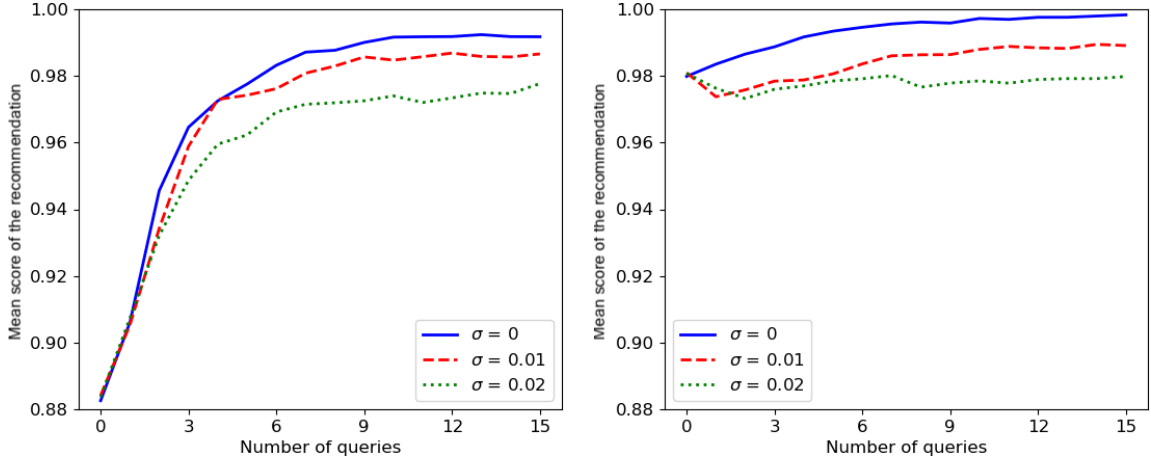 Mean score of the recommendation
1.00
0.98
0.96
0.94
0.92
0.90
0.88
σ = 0
σ = 0.01
σ = 0.02
0 3 6 9 12 15
Number of queries
Mean score of the recommendation
1.00
0.98
0.96
0.94
0.92
0.90
0.88
σ = 0
σ = 0.01
σ = 0.02
0 3 6 9 12 15
Number of queries